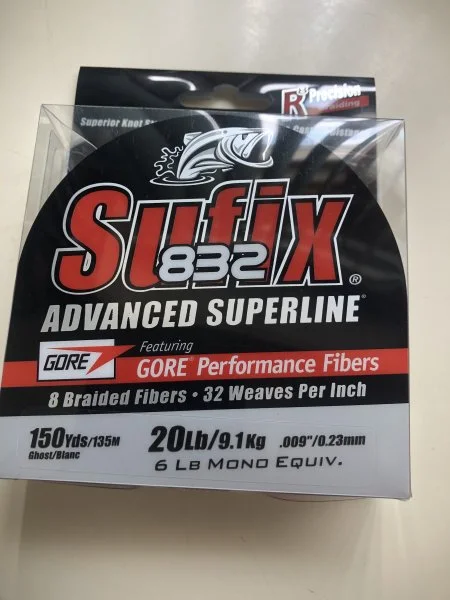 R Precision
Braiding
Superior Knot
Sufix
832
®
ADVANCED SUPERLINE®
GORE
Featuring
GORE® Performance Fibers
8 Braided Fibers • 32 Weaves Per Inch
150Yds/135M
Ghost/Blanc
20Lb/9.1Kg
.009"/0.23mm
6 LB MONO EQUIV.